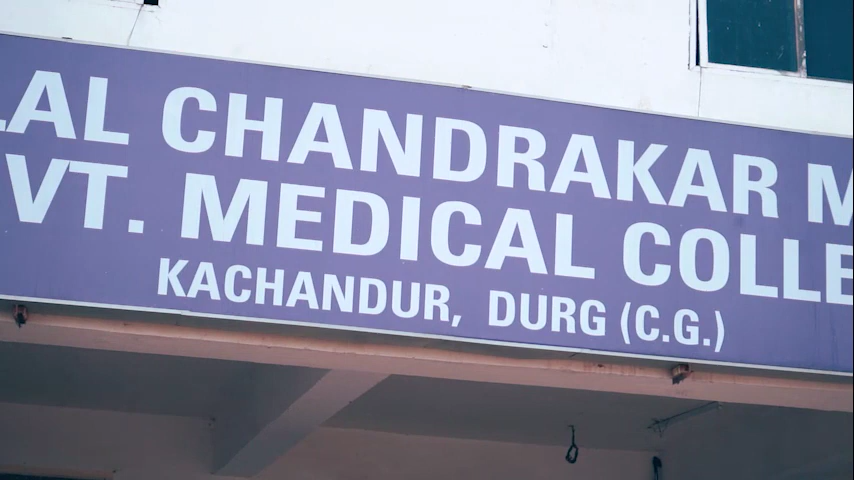 LAL CHANDRAKAR M
VT. MEDICAL COLLE
KACHANDUR, DURG (C.G.)